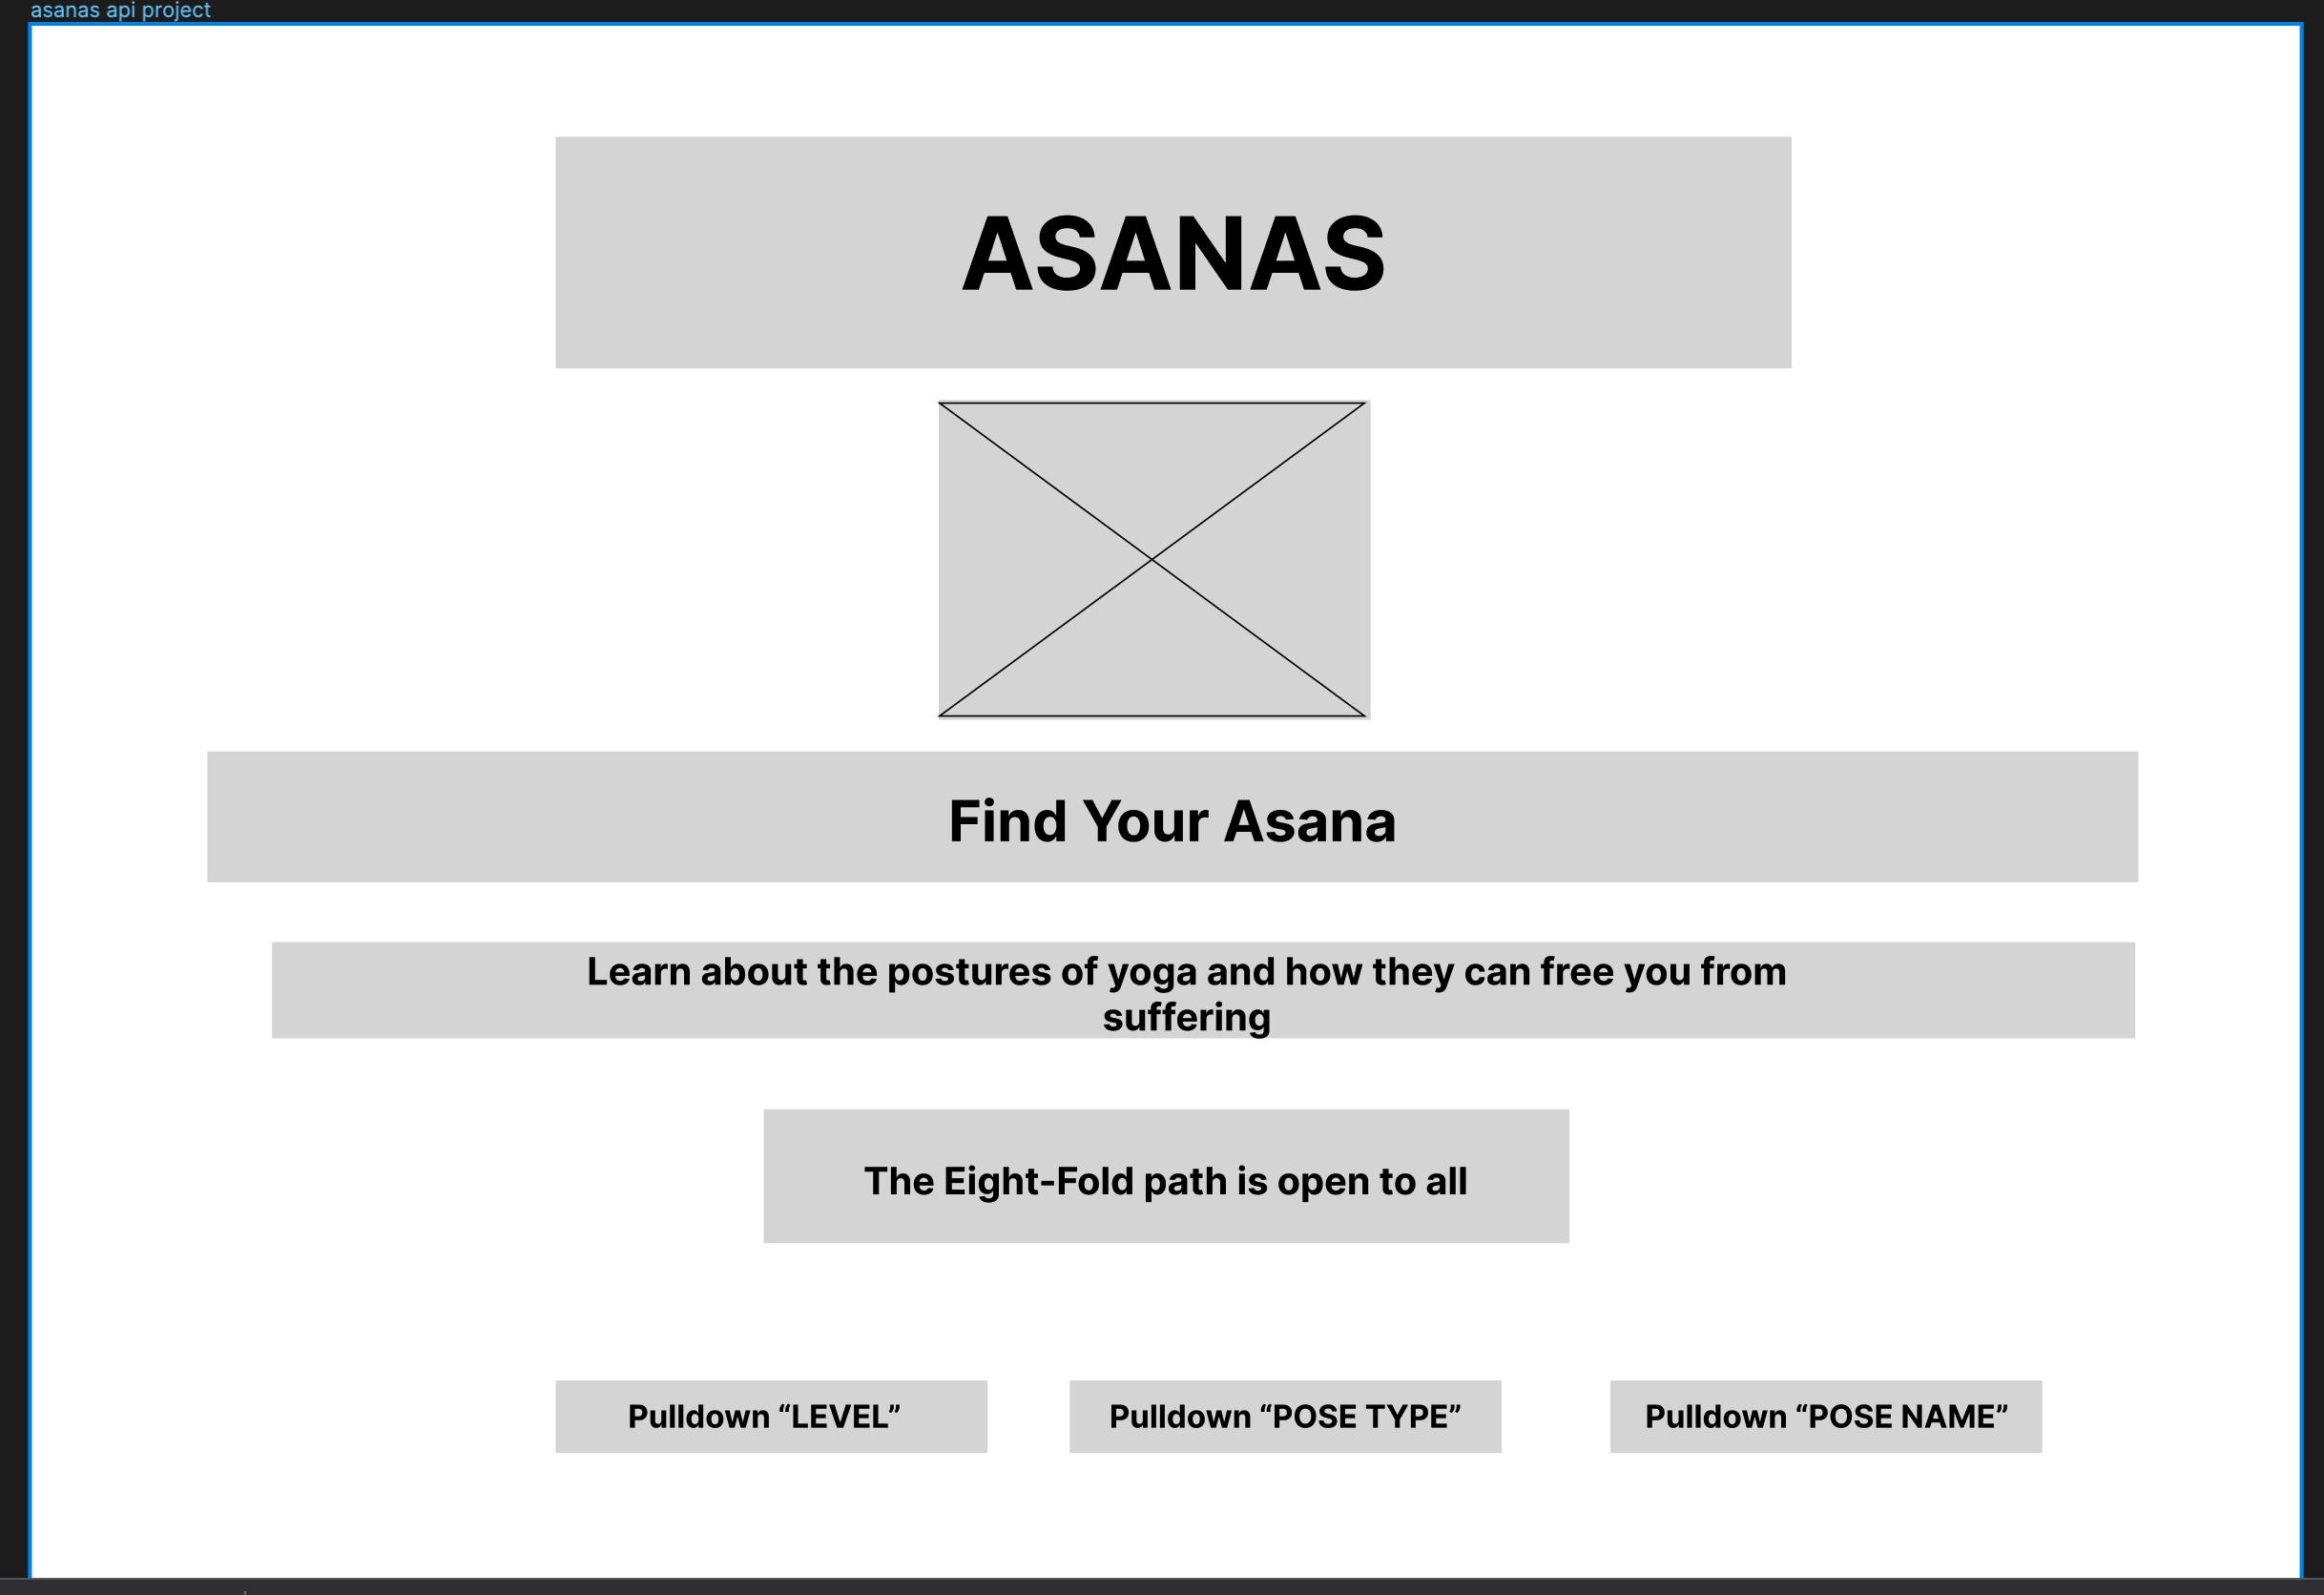 asanas api project
ASANAS
Find Your Asana
Learn about the postures of yoga and how they can free you from
suffering
The Eight-Fold path is open to all
Pulldown “LEVEL”
Pulldown “POSE TYPE”
Pulldown “POSE NAME”